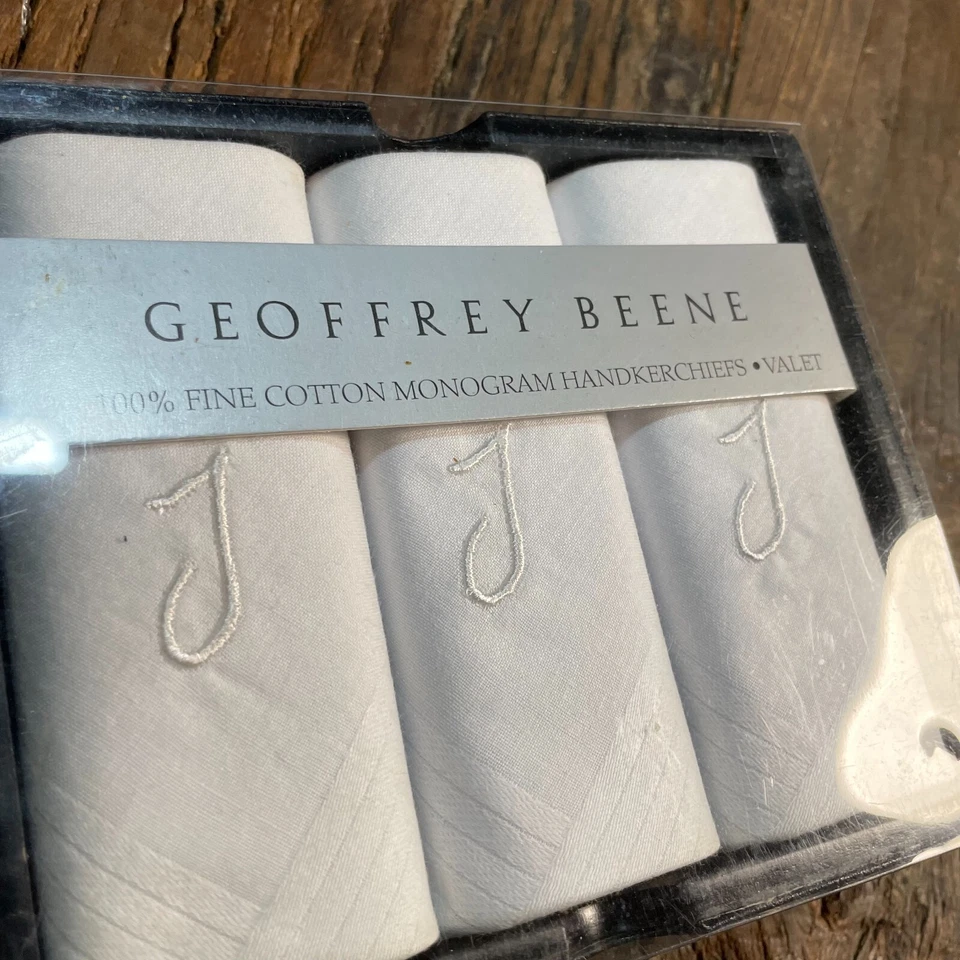 GEOFFREY BEENE
100% FINE COTTON MONOGRAM HANDKERCHIEFS • VALET
J J J